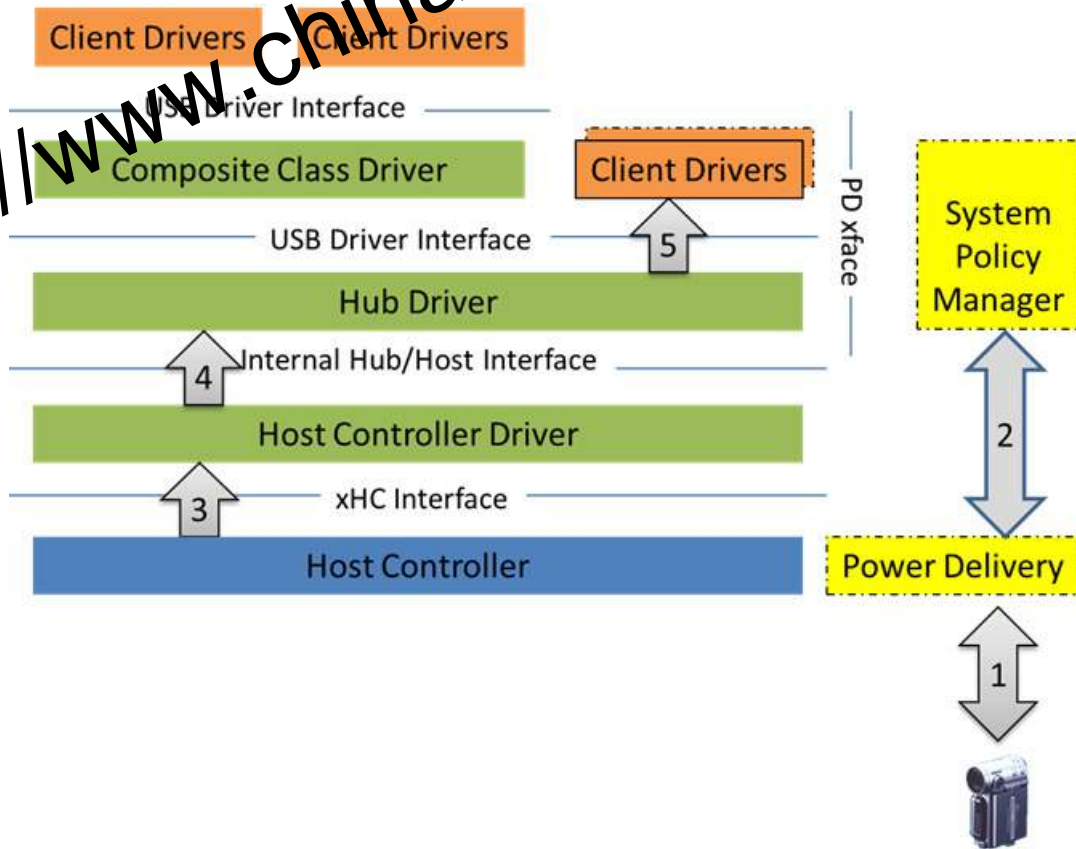 Client Drivers
Client Drivers
//www.china
USB Driver Interface
Composite Class Driver
Client Drivers
PD xface
System
Policy
Manager
USB Driver Interface
5
Hub Driver
4
Internal Hub/Host Interface
Host Controller Driver
2
3
xHC Interface
Host Controller
Power Delivery
1